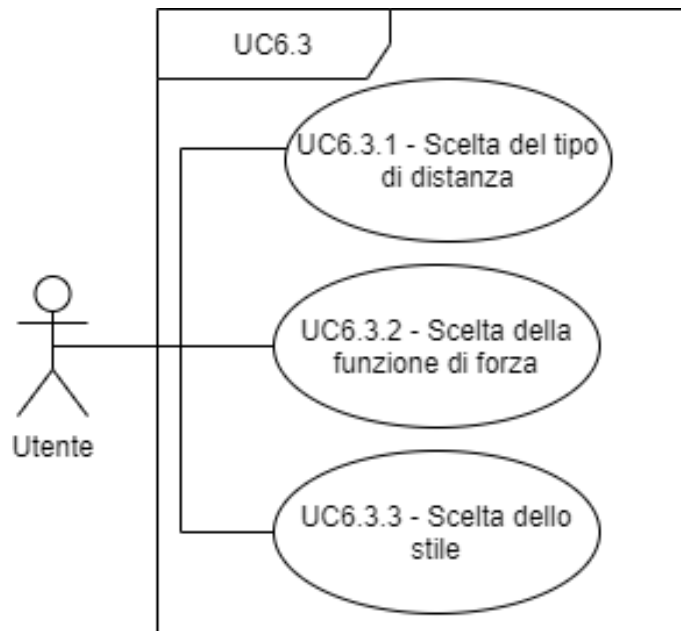 UC6.3
UC6.3.1 - Scelta del tipo
di distanza
UC6.3.2 - Scelta della
funzione di forza
Utente
UC6.3.3 - Scelta dello
stile